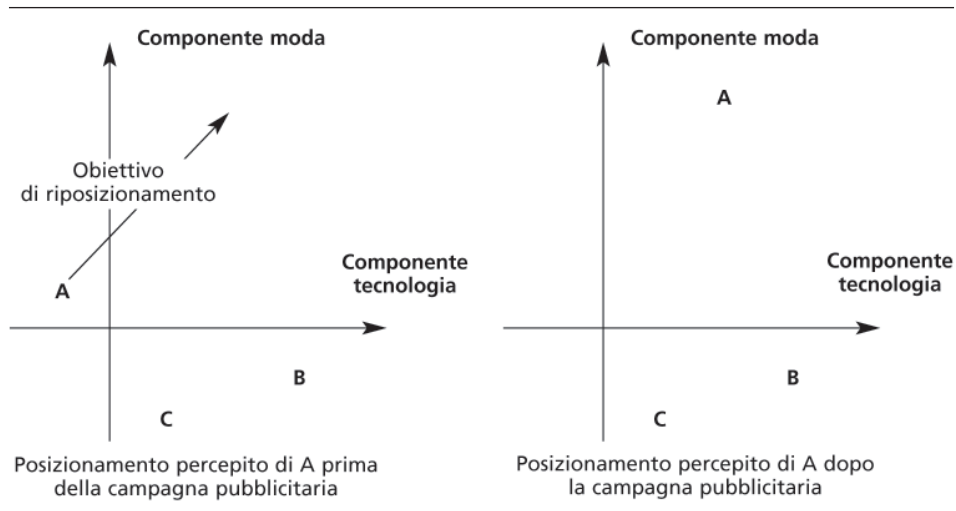 Componente moda
Obiettivo
di riposizionamento
Componente
tecnologia
A
B
C
Posizionamento percepito di A prima
della campagna pubblicitaria
Componente moda
A
Componente
tecnologia
B
C
Posizionamento percepito di A dopo
la campagna pubblicitaria